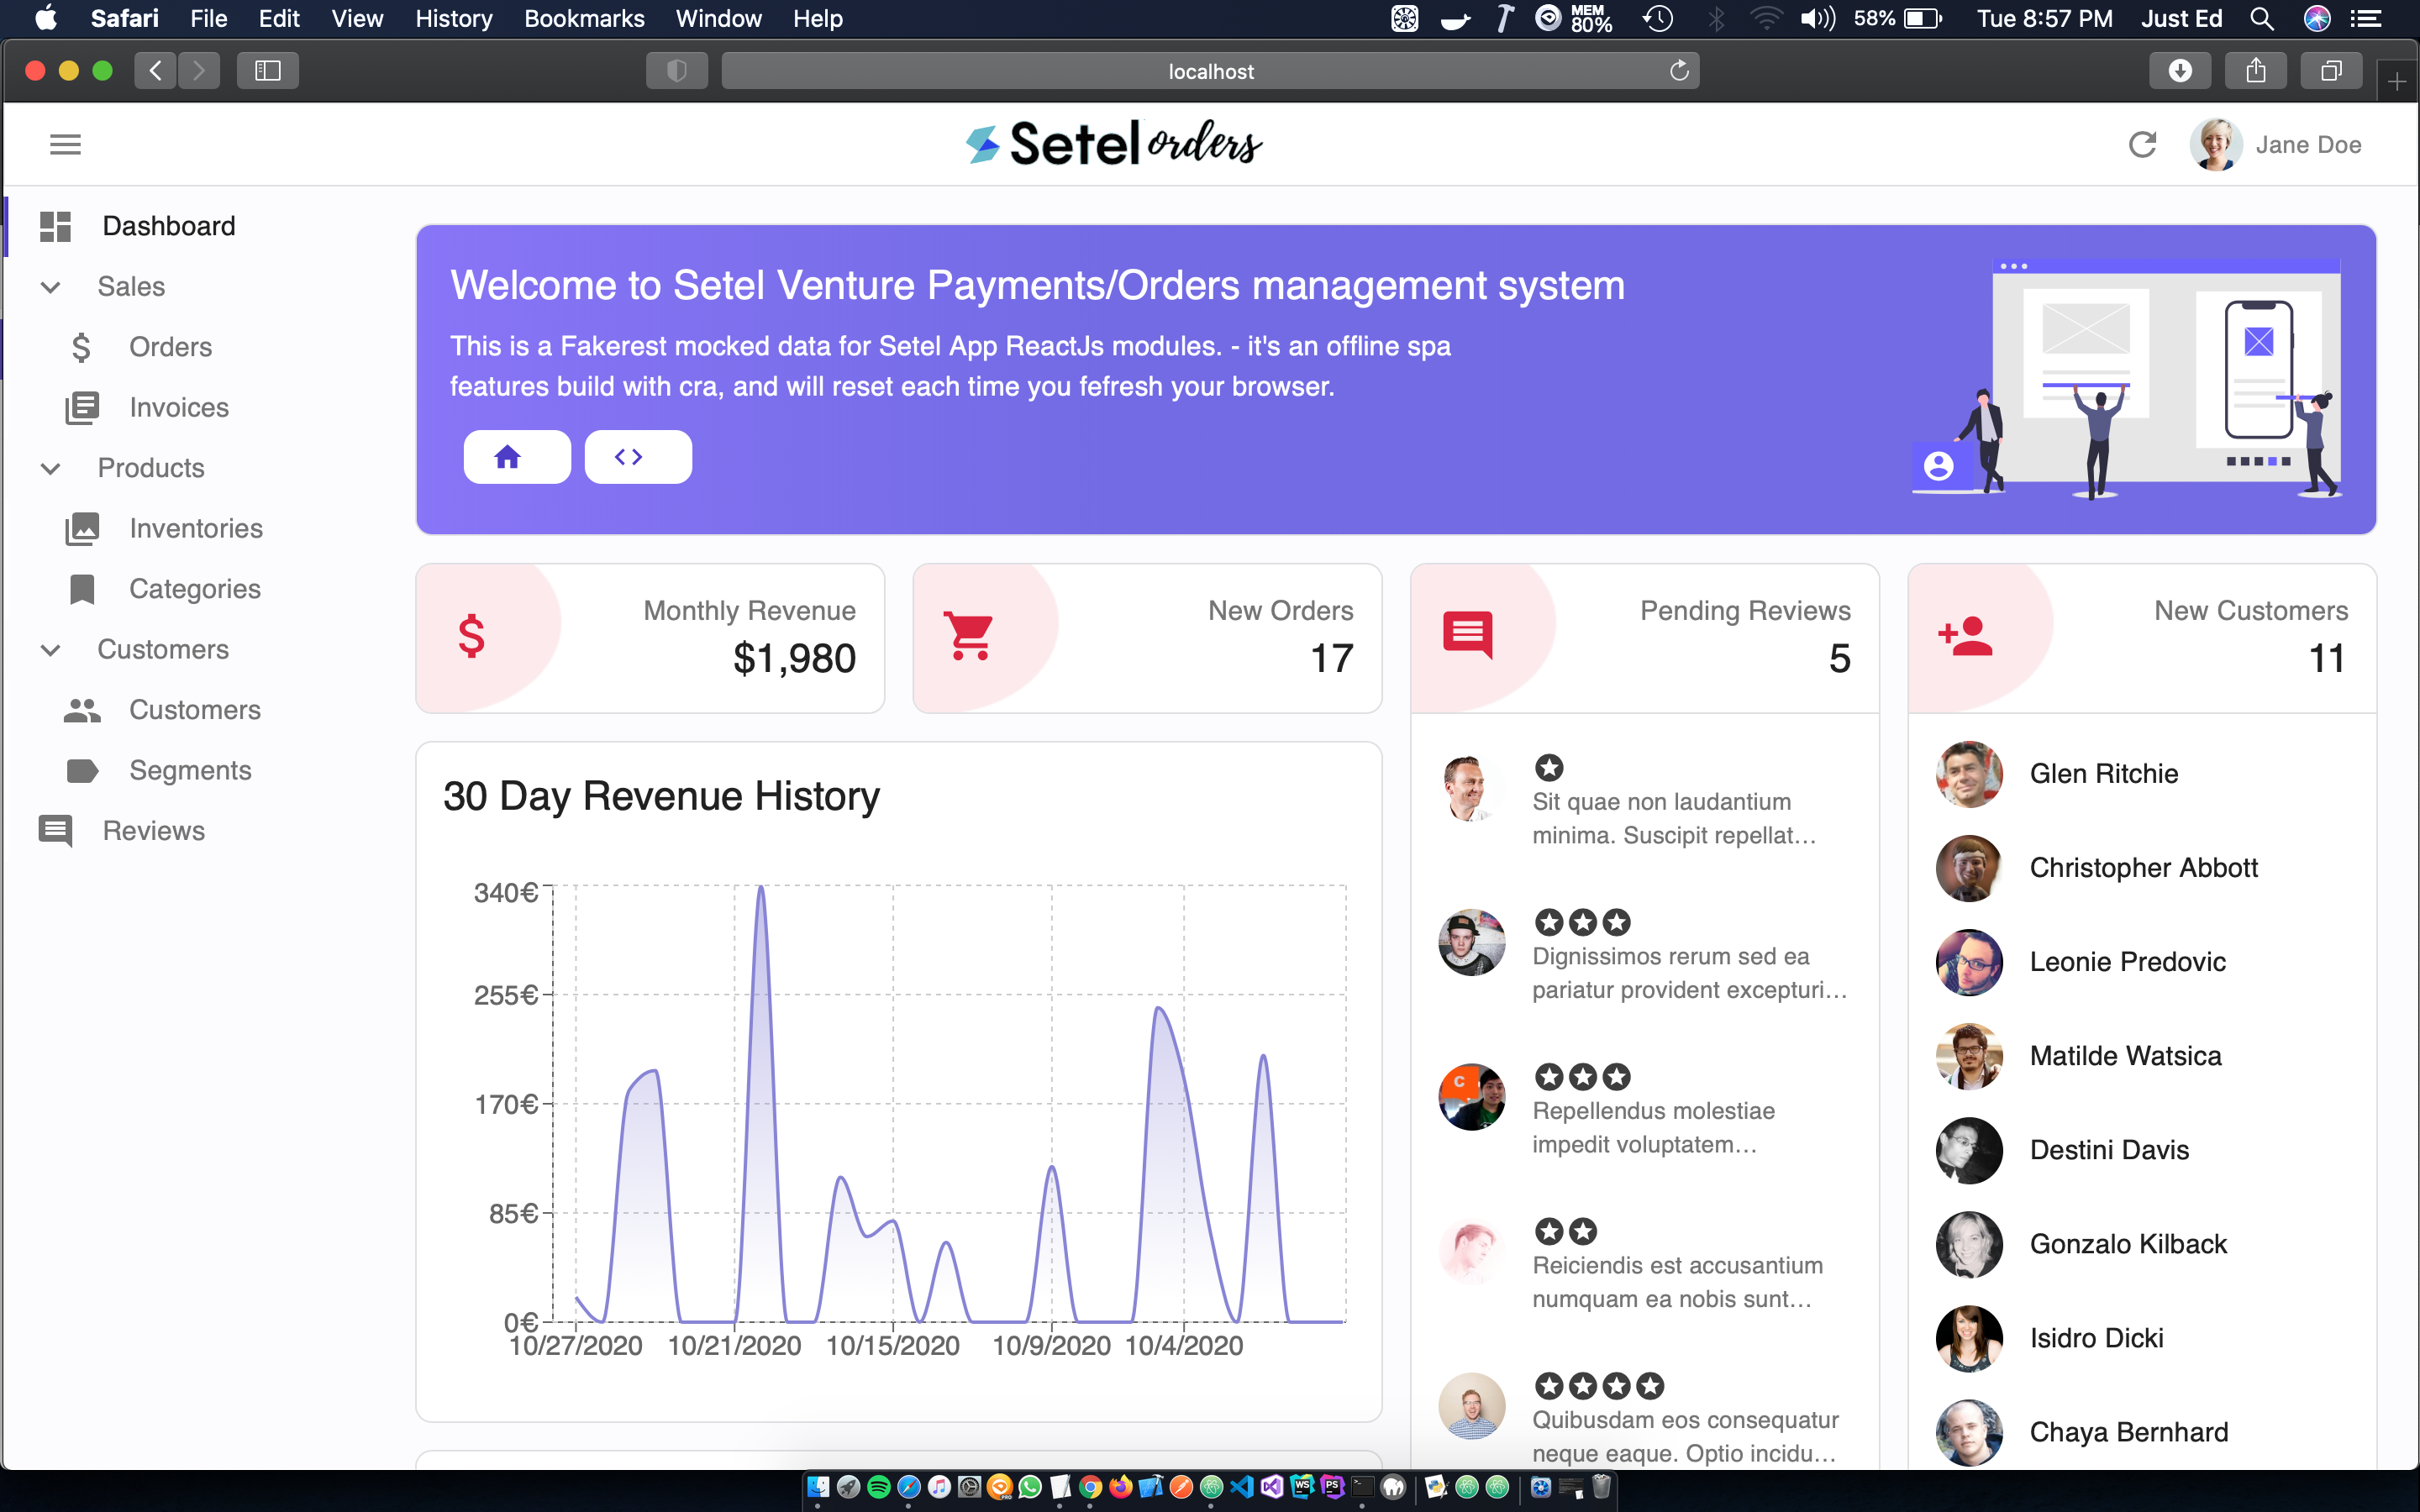 Safari File Edit View History Bookmarks Window Help MEM 80% 58% Tue 8:57 PM Just Ed
localhost
Setel orders
Jane Doe
Dashboard
Sales
Orders
Invoices
Products
Inventories
Categories
Customers
Customers
Segments
Reviews
Welcome to Setel Venture Payments/Orders management system
This is a Fakerest mocked data for Setel App ReactJs modules. - it's an offline spa
features build with cra, and will reset each time you fefresh your browser.
Monthly Revenue
$1,980
New Orders
17
30 Day Revenue History
340€
255€
170€
85€
0€
10/27/2020 10/21/2020 10/15/2020 10/9/2020 10/4/2020
Pending Reviews
5
Sit quae non laudantium
minima. Suscipit repellat…
Dignissimos rerum sed ea
pariatur provident excepturi…
C
Repellendus molestiae
impedit voluptatem…
Reiciendis est accusantium
numquam ea nobis sunt…
Quibusdam eos consequatur
neque eaque. Optio incidu…
New Customers
11
Glen Ritchie
Christopher Abbott
Leonie Predovic
Matilde Watsica
Destini Davis
Gonzalo Kilback
Isidro Dicki
Chaya Bernhard
WS PS